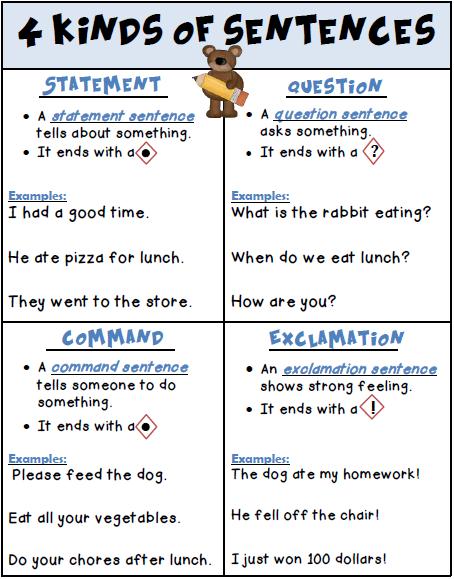 4 KINDS OF SENTENCES
STATEMENT
• A statement sentence
tells about something.
• It ends with a .
Examples:
I had a good time.
He ate pizza for lunch.
They went to the store.
QUESTION
• A question sentence
asks something.
• It ends with a ?
Examples:
What is the rabbit eating?
When do we eat lunch?
How are you?
COMMAND
• A command sentence
tells someone to do
something.
• It ends with a .
Examples:
Please feed the dog.
Eat all your vegetables.
Do your chores after lunch.
EXCLAMATION
• An exclamation sentence
shows strong feeling.
• It ends with a !
Examples:
The dog ate my homework!
He fell off the chair!
I just won 100 dollars!